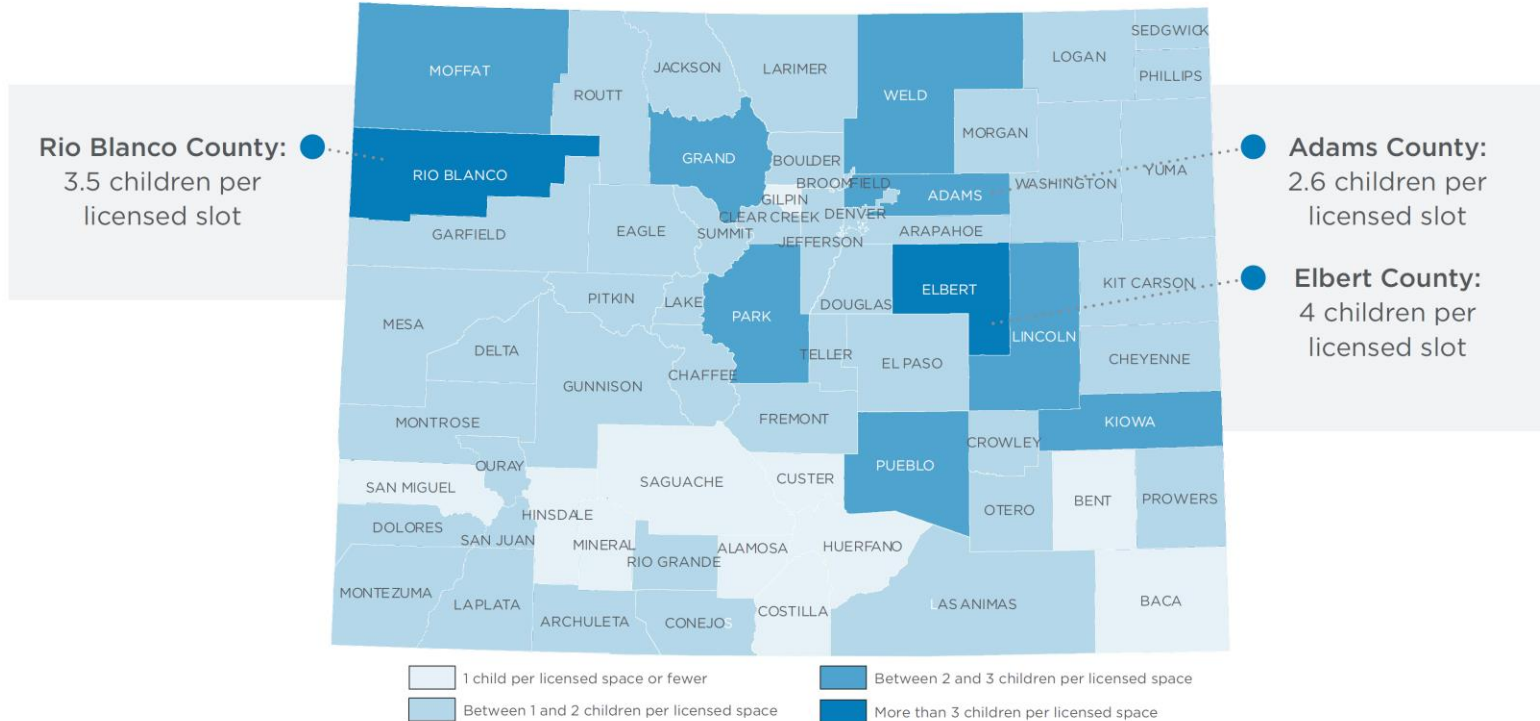 SEDGWICK
LOGAN
MOFFAT
JACKSON
LARIMER
PHILLIPS
WELD
ROUTT
MORGAN
Rio Blanco County:
3.5 children per
licensed slot
GRAND
BOULDER
RIO BLANCO
BROOMFIELD
ADAMS
WASHINGTON
YUMA
Adams County:
2.6 children per
licensed slot
GILPIN
CLEAR CREEK
DENVER
GARFIELD
EAGLE
SUMMIT
JEFFERSON
ARAPAHOE
Elbert County:
4 children per
licensed slot
KIT CARSON
ELBERT
PITKIN
LAKE
DOUGLAS
PARK
MESA
LINCOLN
DELTA
TELLER
CHEYENNE
EL PASO
CHAFFEE
GUNNISON
MONTROSE
FREMONT
KIOWA
CROWLEY
OURAY
PUEBLO
SAN MIGUEL
SAGUACHE
CUSTER
BENT
PROWERS
OTERO
HINSDALE
DOLORES
SAN JUAN
MINERAL
ALAMOSA
HUERFANO
RIO GRANDE
MONTEZUMA
LAPLATA
COSTILLA
LAS ANIMAS
BACA
ARCHULETA
CONEJOS
1 child per licensed space or fewer
Between 2 and 3 children per licensed space
Between 1 and 2 children per licensed space
More than 3 children per licensed space